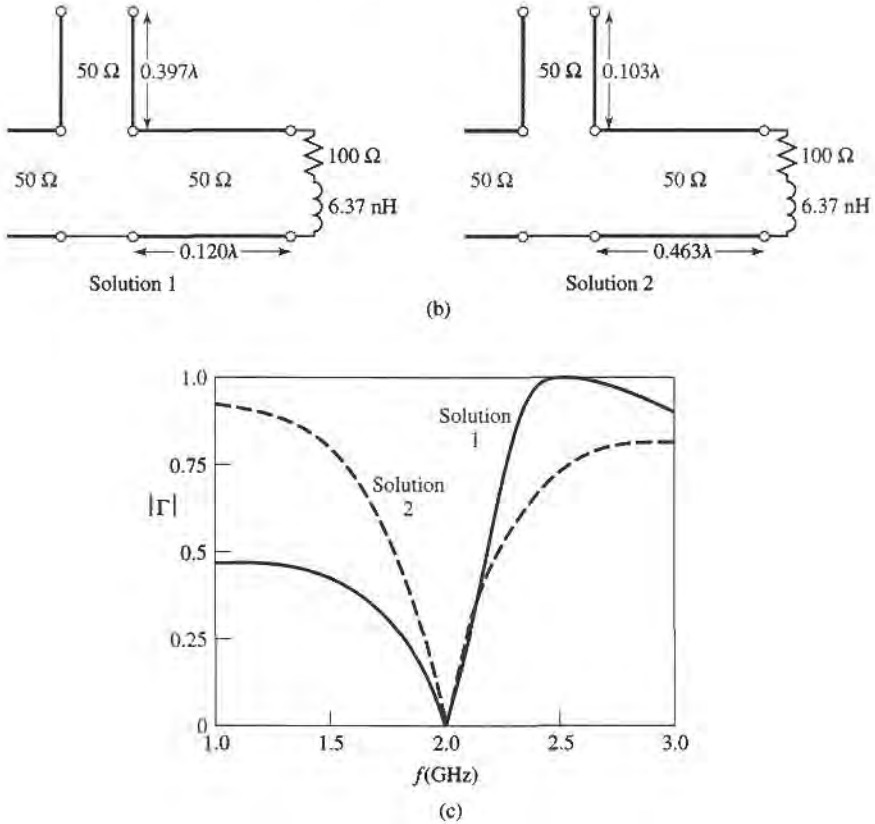 50 Ω 0.397λ
50 Ω 0.103λ
50 Ω
50 Ω
100 Ω
6.37 nH
50 Ω
50 Ω
100 Ω
6.37 nH
0.120λ
0.463λ
Solution 1
Solution 2
(b)
1.0
0.75
|Γ|
0.5
0.25
0
Solution
1
Solution
2
1.0
1.5
2.0
2.5
3.0
f(GHz)
(c)